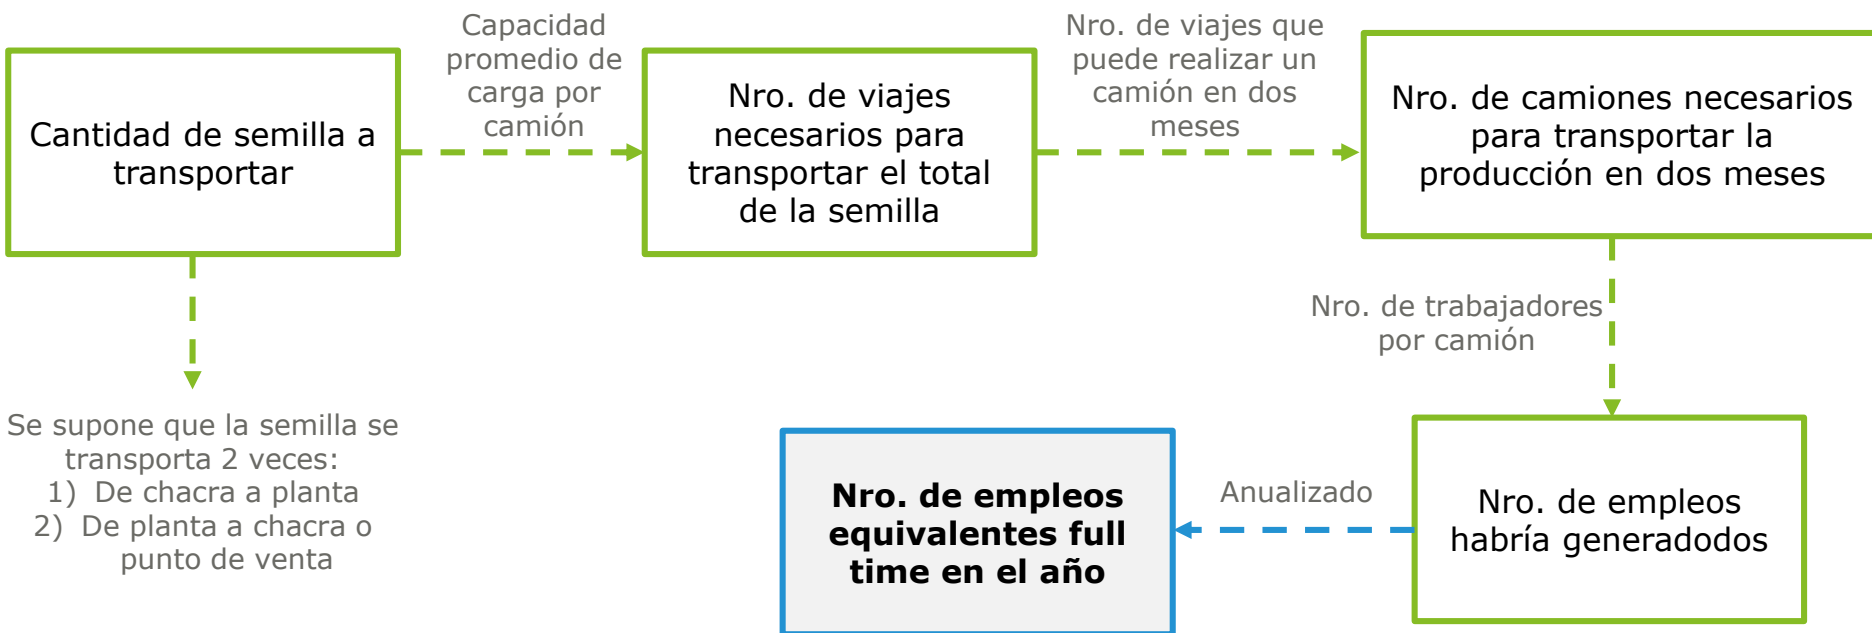 Cantidad de semilla a
transportar
Capacidad
promedio de
carga por
camión
Nro. de viajes
necesarios para
transportar el total
de la semilla
Nro. de viajes que
puede realizar un
camión en dos
meses
Nro. de camiones necesarios
para transportar la
producción en dos meses
Nro. de trabajadores
por camión
Se supone que la semilla se
transporta 2 veces:
1) De chacra a planta
2) De planta a chacra o
punto de venta
Nro. de empleos
equivalentes full
time en el año
Anualizado
Nro. de empleos
habría generadodos